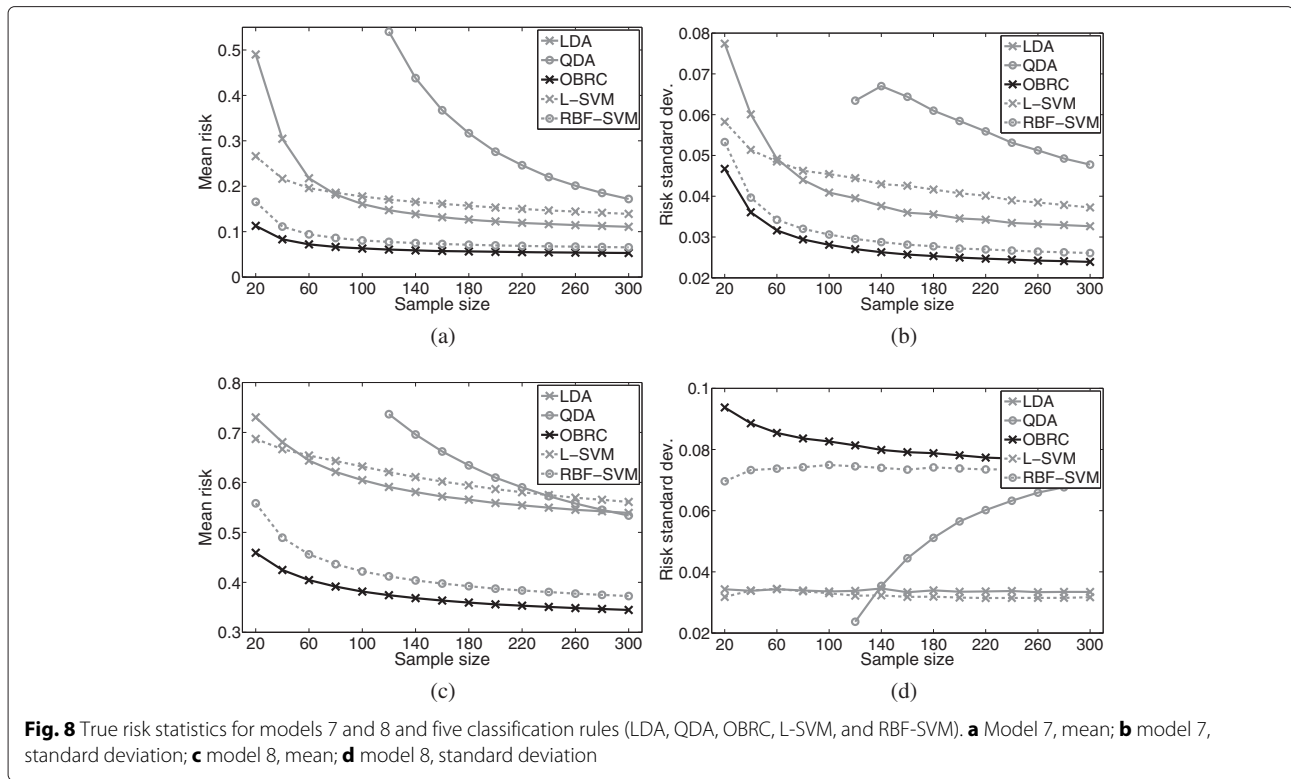 0.5
0.4
0.3
0.2
0.1
0
Mean risk
20 60 100 140 180 220 260 300
Sample size
LDA
QDA
OBRC
L-SVM
RBF-SVM
(a)
0.08
0.07
0.06
0.05
0.04
0.03
0.02
Risk standard dev.
20 60 100 140 180 220 260 300
Sample size
LDA
QDA
OBRC
L-SVM
RBF-SVM
(b)
0.8
0.7
0.6
0.5
0.4
0.3
Mean risk
20 60 100 140 180 220 260 300
Sample size
LDA
QDA
OBRC
L-SVM
RBF-SVM
(c)
0.1
0.08
0.06
0.04
0.02
Risk standard dev.
20 60 100 140 180 220 260 300
Sample size
LDA
QDA
OBRC
L-SVM
RBF-SVM
(d)
Fig. 8 True risk statistics for models 7 and 8 and five classification rules (LDA, QDA, OBRC, L-SVM, and RBF-SVM). a Model 7, mean; b model 7,
standard deviation; c model 8, mean; d model 8, standard deviation